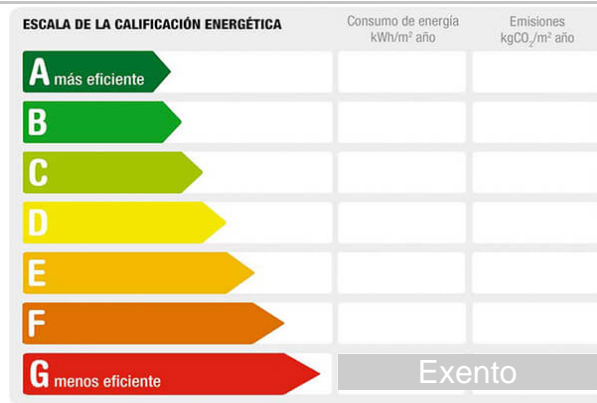 ESCALA DE LA CALIFICACIÓN ENERGÉTICA
Consumo de energía
kWh/m² año
Emisiones
kgCO₂/m² año
A más eficiente
B
C
D
E
F
G menos eficiente
Exento